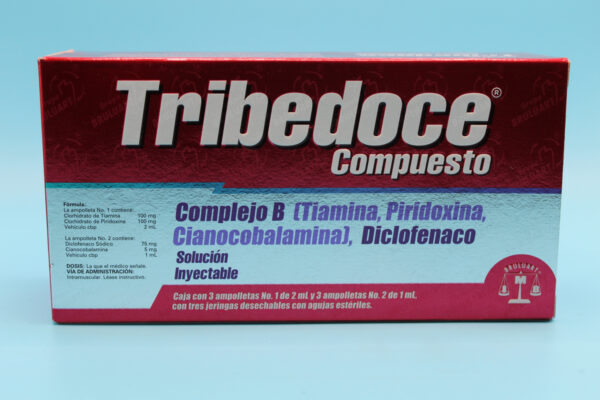 Tribedoce®
Compuesto
Complejo B (Tiamina, Piridoxina,
Cianocobalamina), Diclofenaco
Solución
Inyectable
Fórmula:
La ampolleta No. 1 contiene:
Clorhidrato de Tiamina 100 mg
Clorhidrato de Piridoxina 100 mg
Vehículo cbp 2 mL
La ampolleta No. 2 contiene:
Diclofenaco Sódico 75 mg
Cianocobalamina 5 mg
Vehículo cbp 1 mL
DOSIS: La que el médico señale.
VÍA DE ADMINISTRACIÓN:
Intramuscular. Léase instructivo.
Caja con 3 ampolletas No. 1 de 2 mL y 3 ampolletas No. 2 de 1 mL,
con tres jeringas desechables con agujas estériles.
BRULUART
B M B